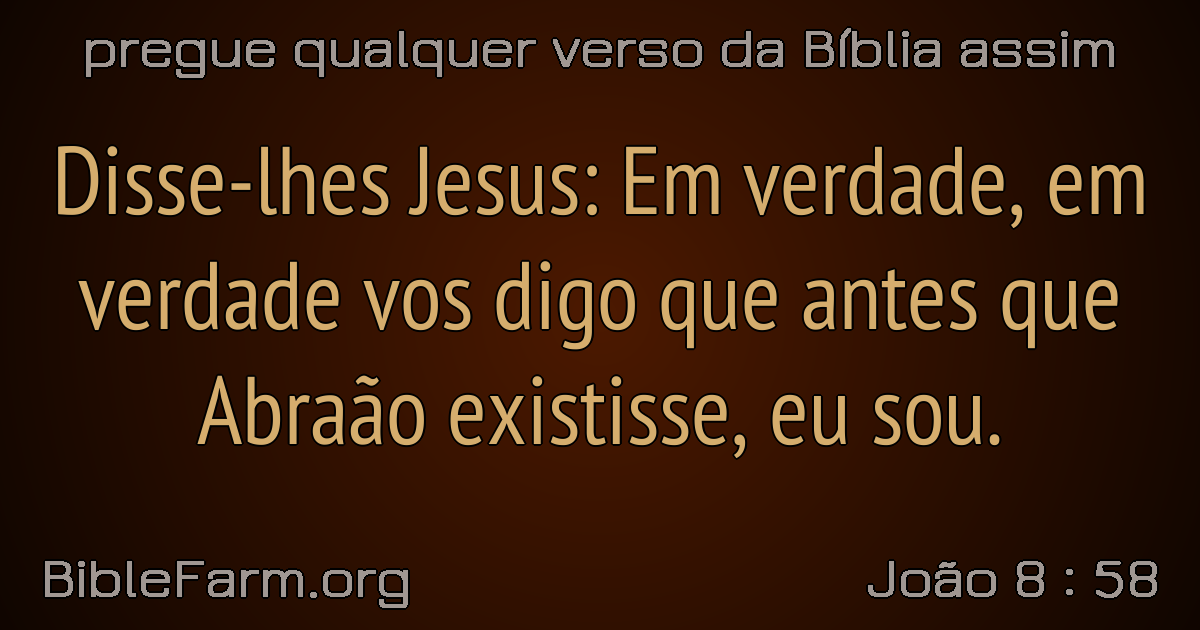 pregue qualquer verso da Bíblia assim
Disse-lhes Jesus: Em verdade, em
verdade vos digo que antes que
Abraão existisse, eu sou.
BibleFarm.org
João 8 : 58